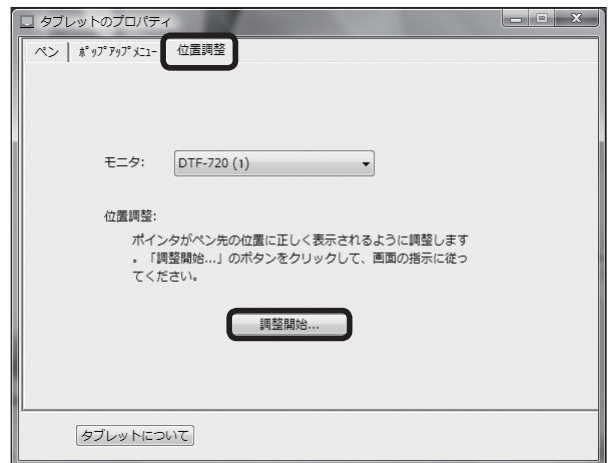 タブレットのプロパティ
ペン ﾎﾟｯﾌﾟｱｯﾌﾟﾒﾆｭｰ 位置調整
モニタ: DTF-720 (1)
位置調整:
ポインタがペン先の位置に正しく表示されるように調整します
。「調整開始...」のボタンをクリックして、画面の指示に従っ
てください。
調整開始...
タブレットについて